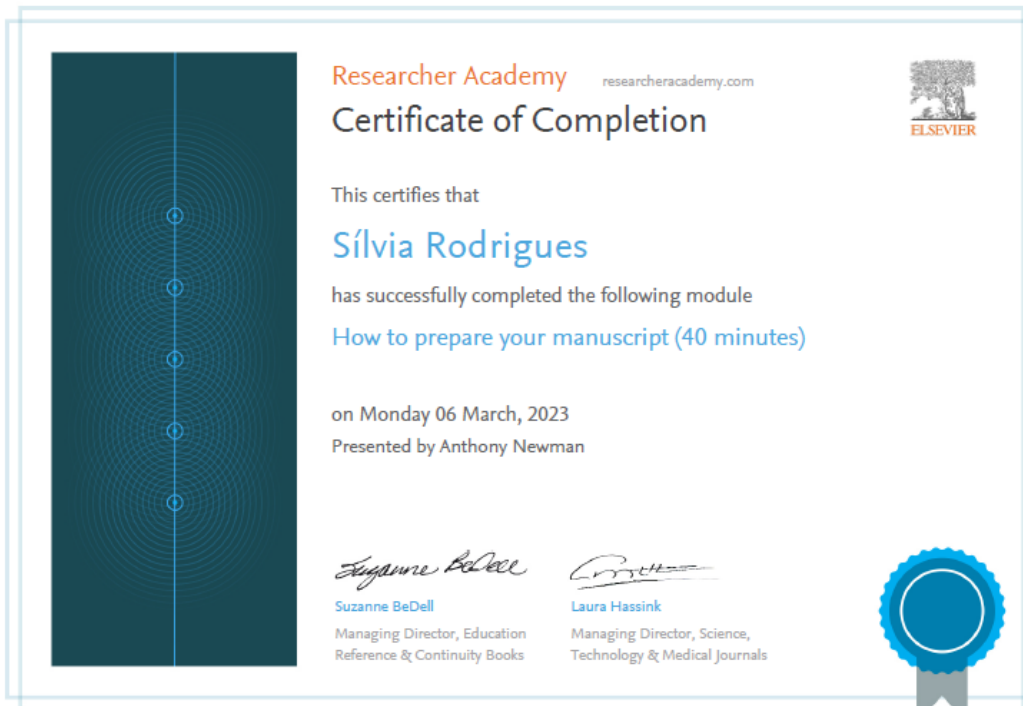 Researcher Academy researcheracademy.com
Certificate of Completion
ELSEVIER
This certifies that
Sílvia Rodrigues
has successfully completed the following module
How to prepare your manuscript (40 minutes)
on Monday 06 March, 2023
Presented by Anthony Newman
Suzanne BeDell
Suzanne BeDell
Laura Hassink
Managing Director, Education
Reference & Continuity Books
Managing Director, Science,
Technology & Medical Journals